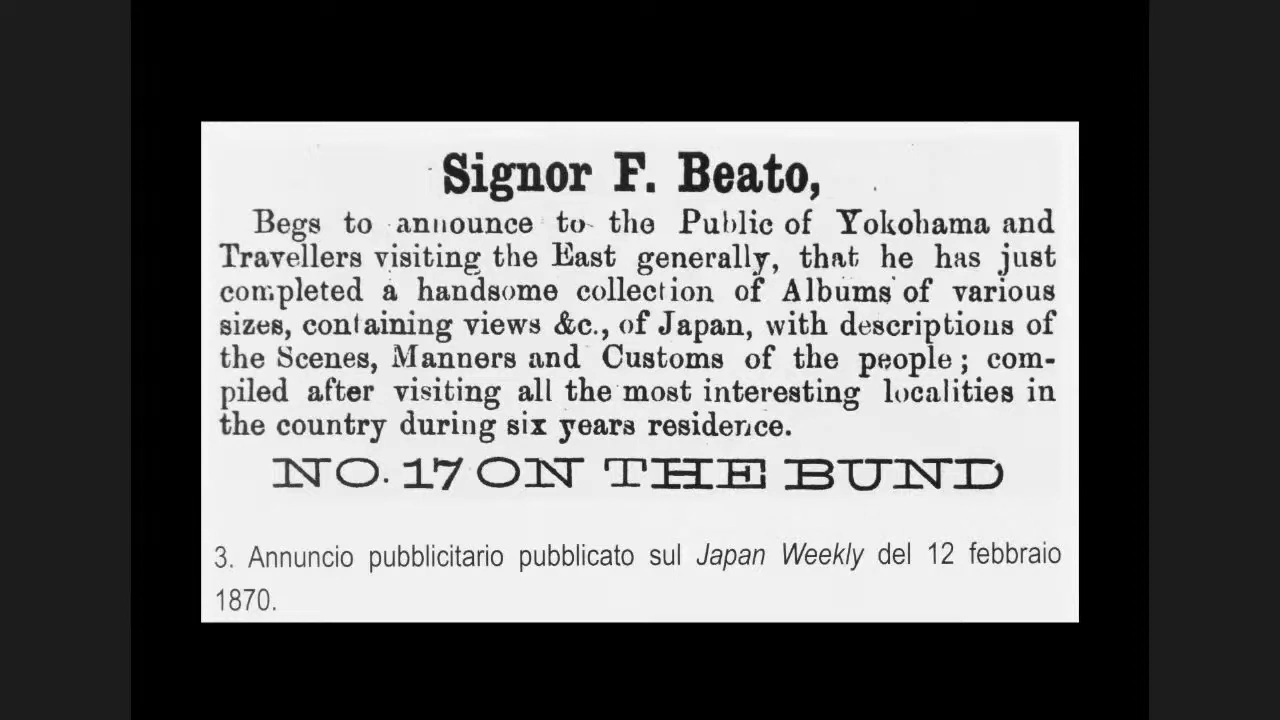 Signor F. Beato,
Begs to announce to the Public of Yokohama and
Travellers visiting the East generally, that he has just
completed a handsome collection of Albums of various
sizes, containing views &c., of Japan, with descriptions of
the Scenes, Manners and Customs of the people; com-
piled after visiting all the most interesting localities in
the country during six years residence.
NO. 17 ON THE BUND
3. Annuncio pubblicitario pubblicato sul Japan Weekly del 12 febbraio
1870.